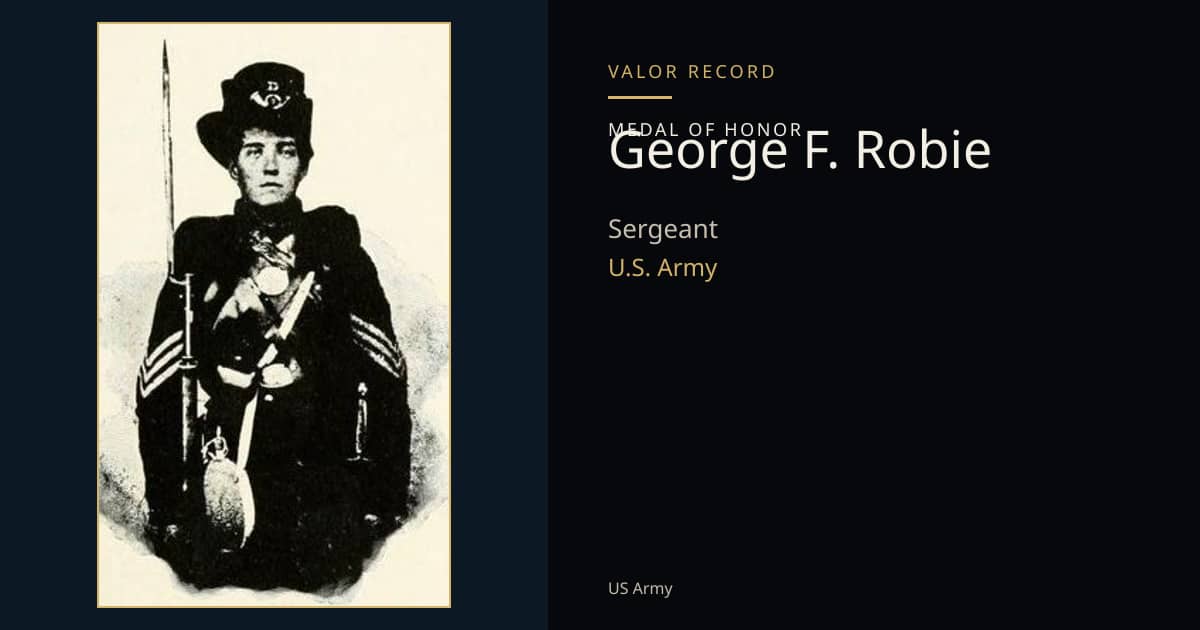 VALOR RECORD
MEDAL OF HONOR
George F. Robie
Sergeant
U.S. Army
US Army
D